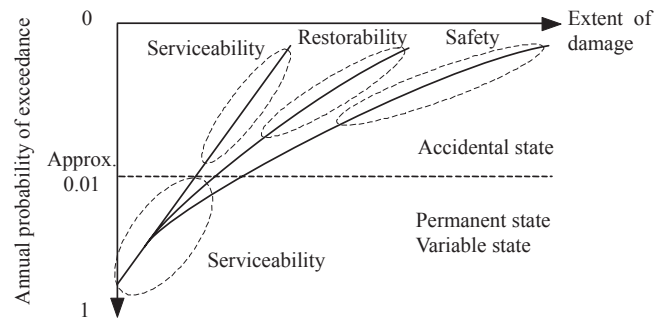 0
Extent of
damage
Serviceability
Restorability
Safety
Annual probability of exceedance
Accidental state
Approx.
0.01
Permanent state
Variable state
Serviceability
1